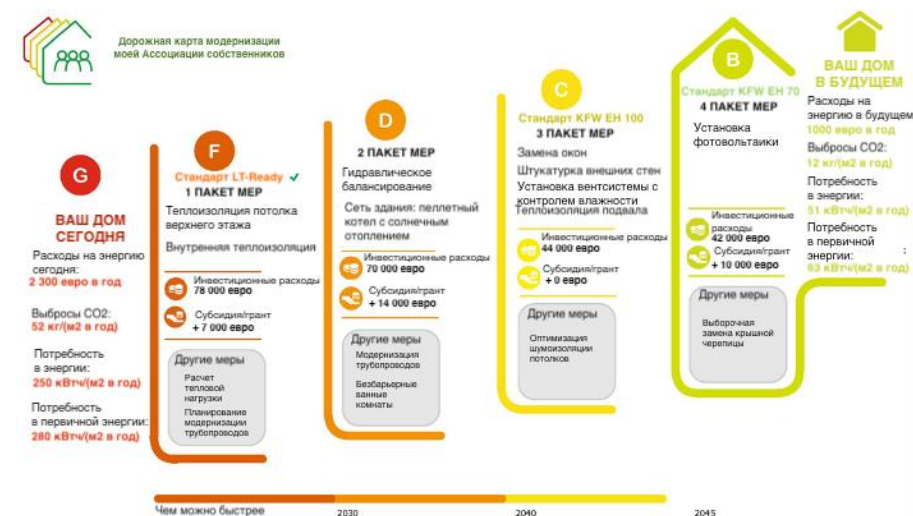 Дорожная карта модернизации
моей Ассоциации собственников
G
ВАШ ДОМ
СЕГОДНЯ
Расходы на энергию
сегодня:
2 300 евро в год
Выбросы СО2:
52 кг/(м2 в год)
Потребность
в энергии:
250 кВтч/(м2 в год)
Потребность
в первичной энергии:
280 кВтч/(м2 в год)
F
Стандарт LT-Ready ✓
1 ПАКЕТ МЕР
Теплоизоляция потолка
верхнего этажа
Внутренняя теплоизоляция
Инвестиционные расходы
78 000 евро
Субсидия/грант
+ 7 000 евро
Другие меры
Расчет
тепловой
нагрузки
Планирование
модернизации
трубопроводов
D
2 ПАКЕТ МЕР
Гидравлическое
балансирование
Сеть здания: пеллетный
котел с солнечным
отоплением
Инвестиционные расходы
70 000 евро
Субсидия/грант
+ 14 000 евро
Другие меры
Модернизация
трубопроводов
Безбарьерные
ванные
комнаты
C
Стандарт KFW EH 100
3 ПАКЕТ МЕР
Замена окон
Штукатурка внешних стен
Установка вентсистемы с
контролем влажности
Теплоизоляция подвала
Инвестиционные расходы
44 000 евро
Субсидия/грант
+ 0 евро
Другие меры
Оптимизация
шумоизоляции
потолков
B
Стандарт KFW EH 70
4 ПАКЕТ МЕР
Установка
фотовольтаики
Инвестиционные
расходы
42 000 евро
Субсидия/грант
+ 10 000 евро
Другие меры
Выборочная
замена крышной
черепицы
ВАШ ДОМ
В БУДУЩЕМ
Расходы на
энергию в будущем
1000 евро в год
Выбросы СО2:
12 кг/(м2 в год)
Потребность
в энергии:
51 кВтч/(м2 в год)
Потребность
в первичной
энергии: :
63 кВтч/(м2 в год)
Чем можно быстрее
2030
2040
2045